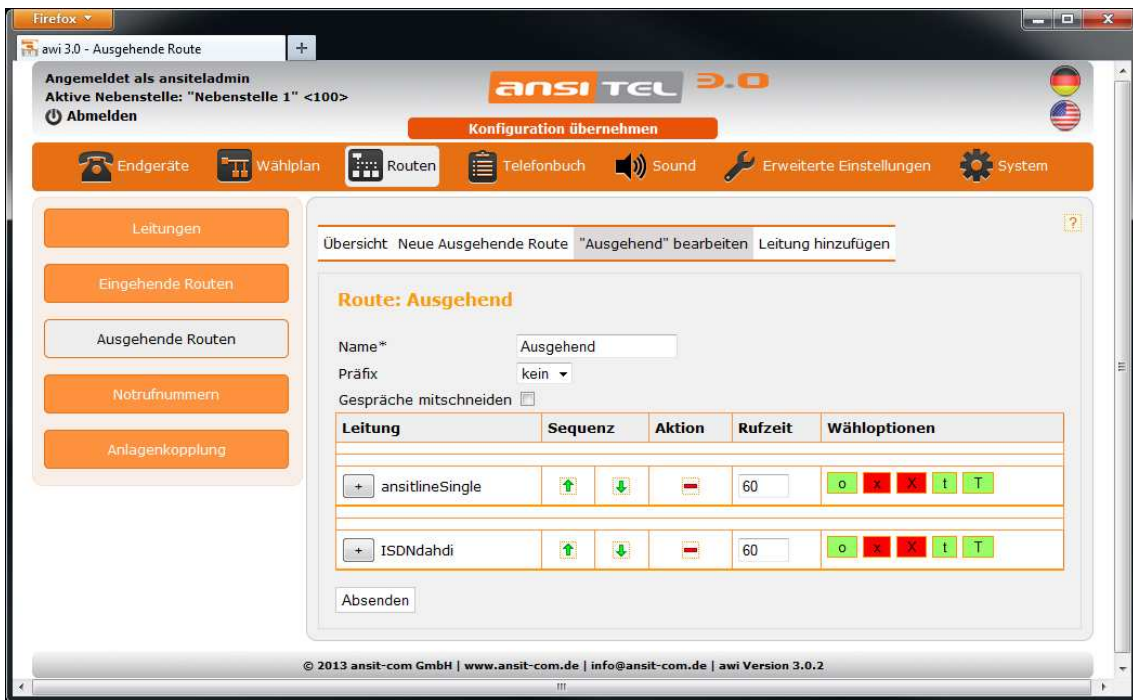 Firefox
awi 3.0 - Ausgehende Route +
Angemeldet als ansiteladmin
Aktive Nebenstelle: "Nebenstelle 1" <100>
Abmelden
ansi TEL 3.0
Konfiguration übernehmen
Endgeräte Wählplan Routen Telefonbuch Sound Erweiterte Einstellungen System
Leitungen
Eingehende Routen
Ausgehende Routen
Notrufnummern
Anlagenkopplung
?
Übersicht Neue Ausgehende Route "Ausgehend" bearbeiten Leitung hinzufügen
Route: Ausgehend
Name* Ausgehend
Präfix kein
Gespräche mitschneiden
Leitung Sequenz Aktion Rufzeit Wähloptionen
+ ansitlineSingle 60 o x X t T
+ ISDNdahdi 60 o x X t T
Absenden
© 2013 ansit-com GmbH | www.ansit-com.de | info@ansit-com.de | awi Version 3.0.2